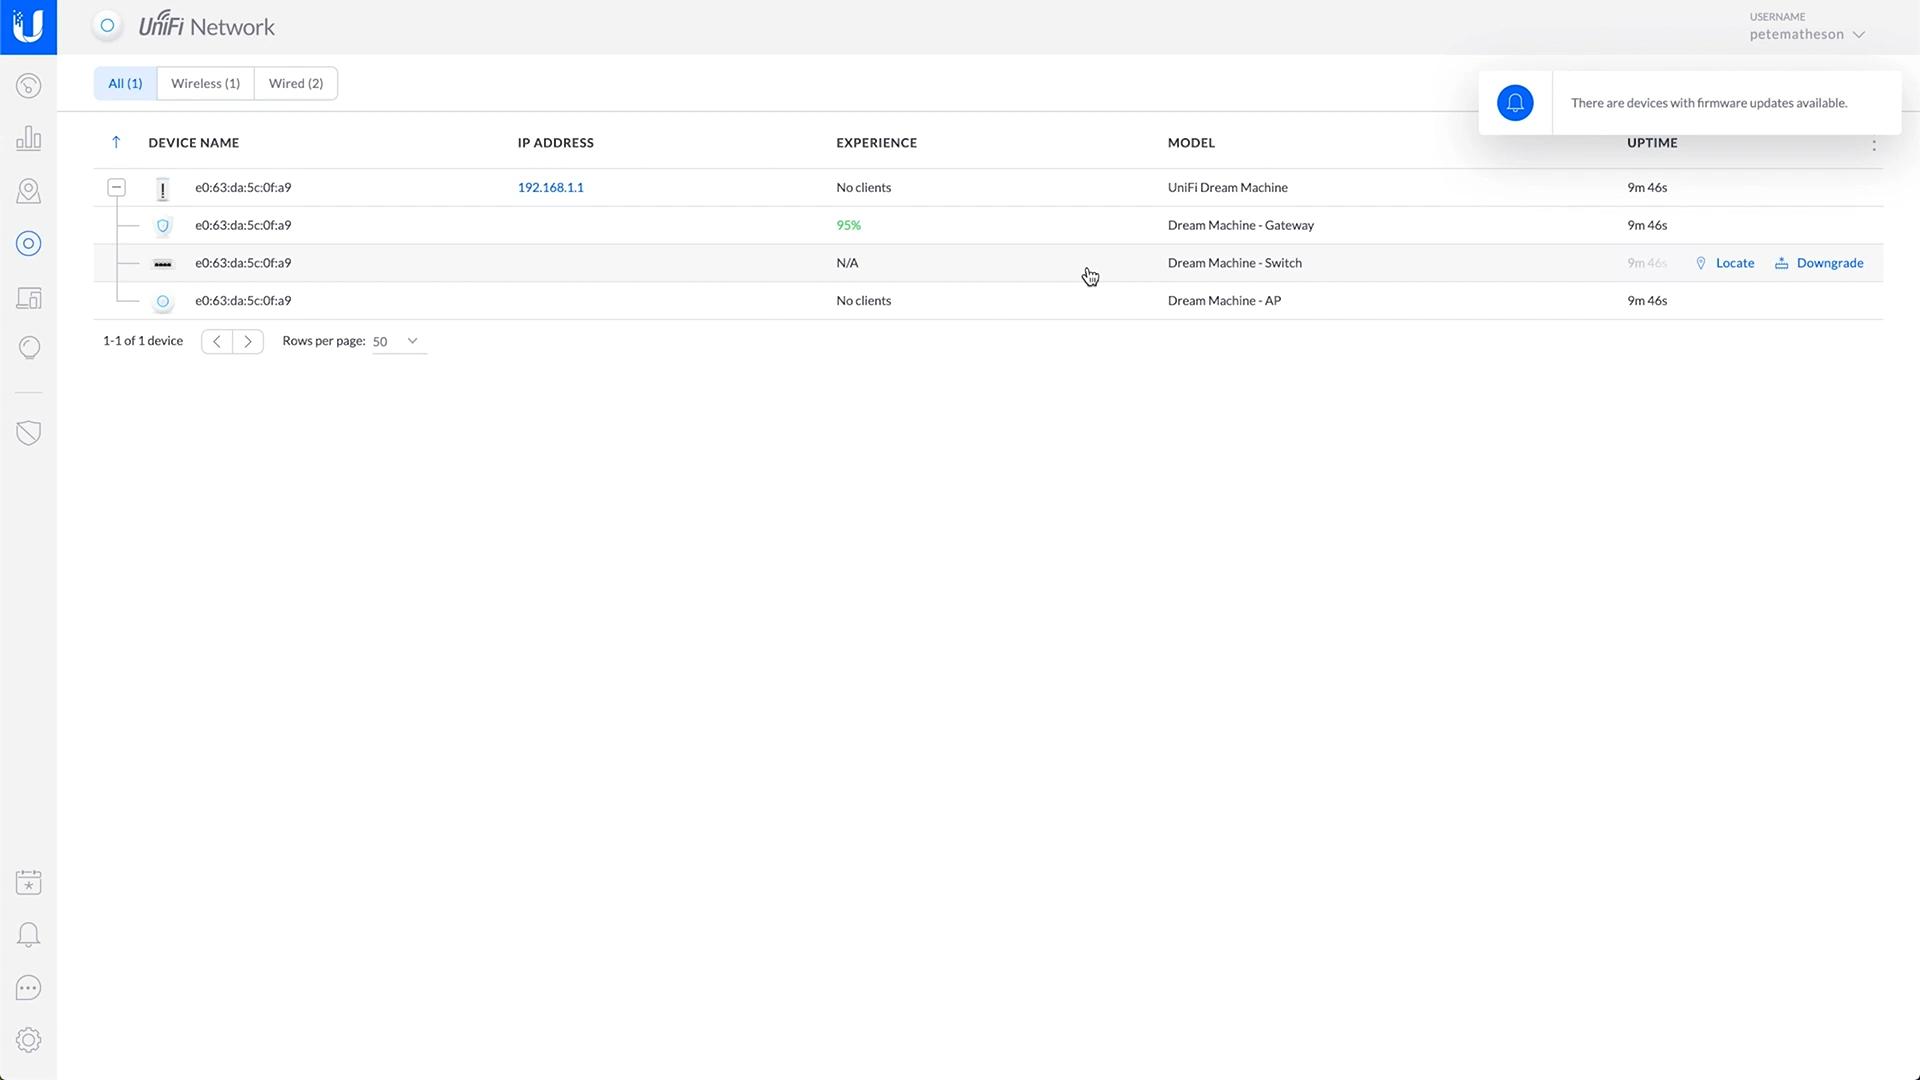 UniFi Network
USERNAME
petematheson
All (1)
Wireless (1)
Wired (2)
There are devices with firmware updates available.
DEVICE NAME IP ADDRESS EXPERIENCE MODEL UPTIME
e0:63:da:5c:0f:a9 192.168.1.1 No clients UniFi Dream Machine 9m 46s
e0:63:da:5c:0f:a9 95% Dream Machine - Gateway 9m 46s
e0:63:da:5c:0f:a9 N/A Dream Machine - Switch 9m 46s Locate Downgrade
e0:63:da:5c:0f:a9 No clients Dream Machine - AP 9m 46s
1-1 of 1 device Rows per page: 50